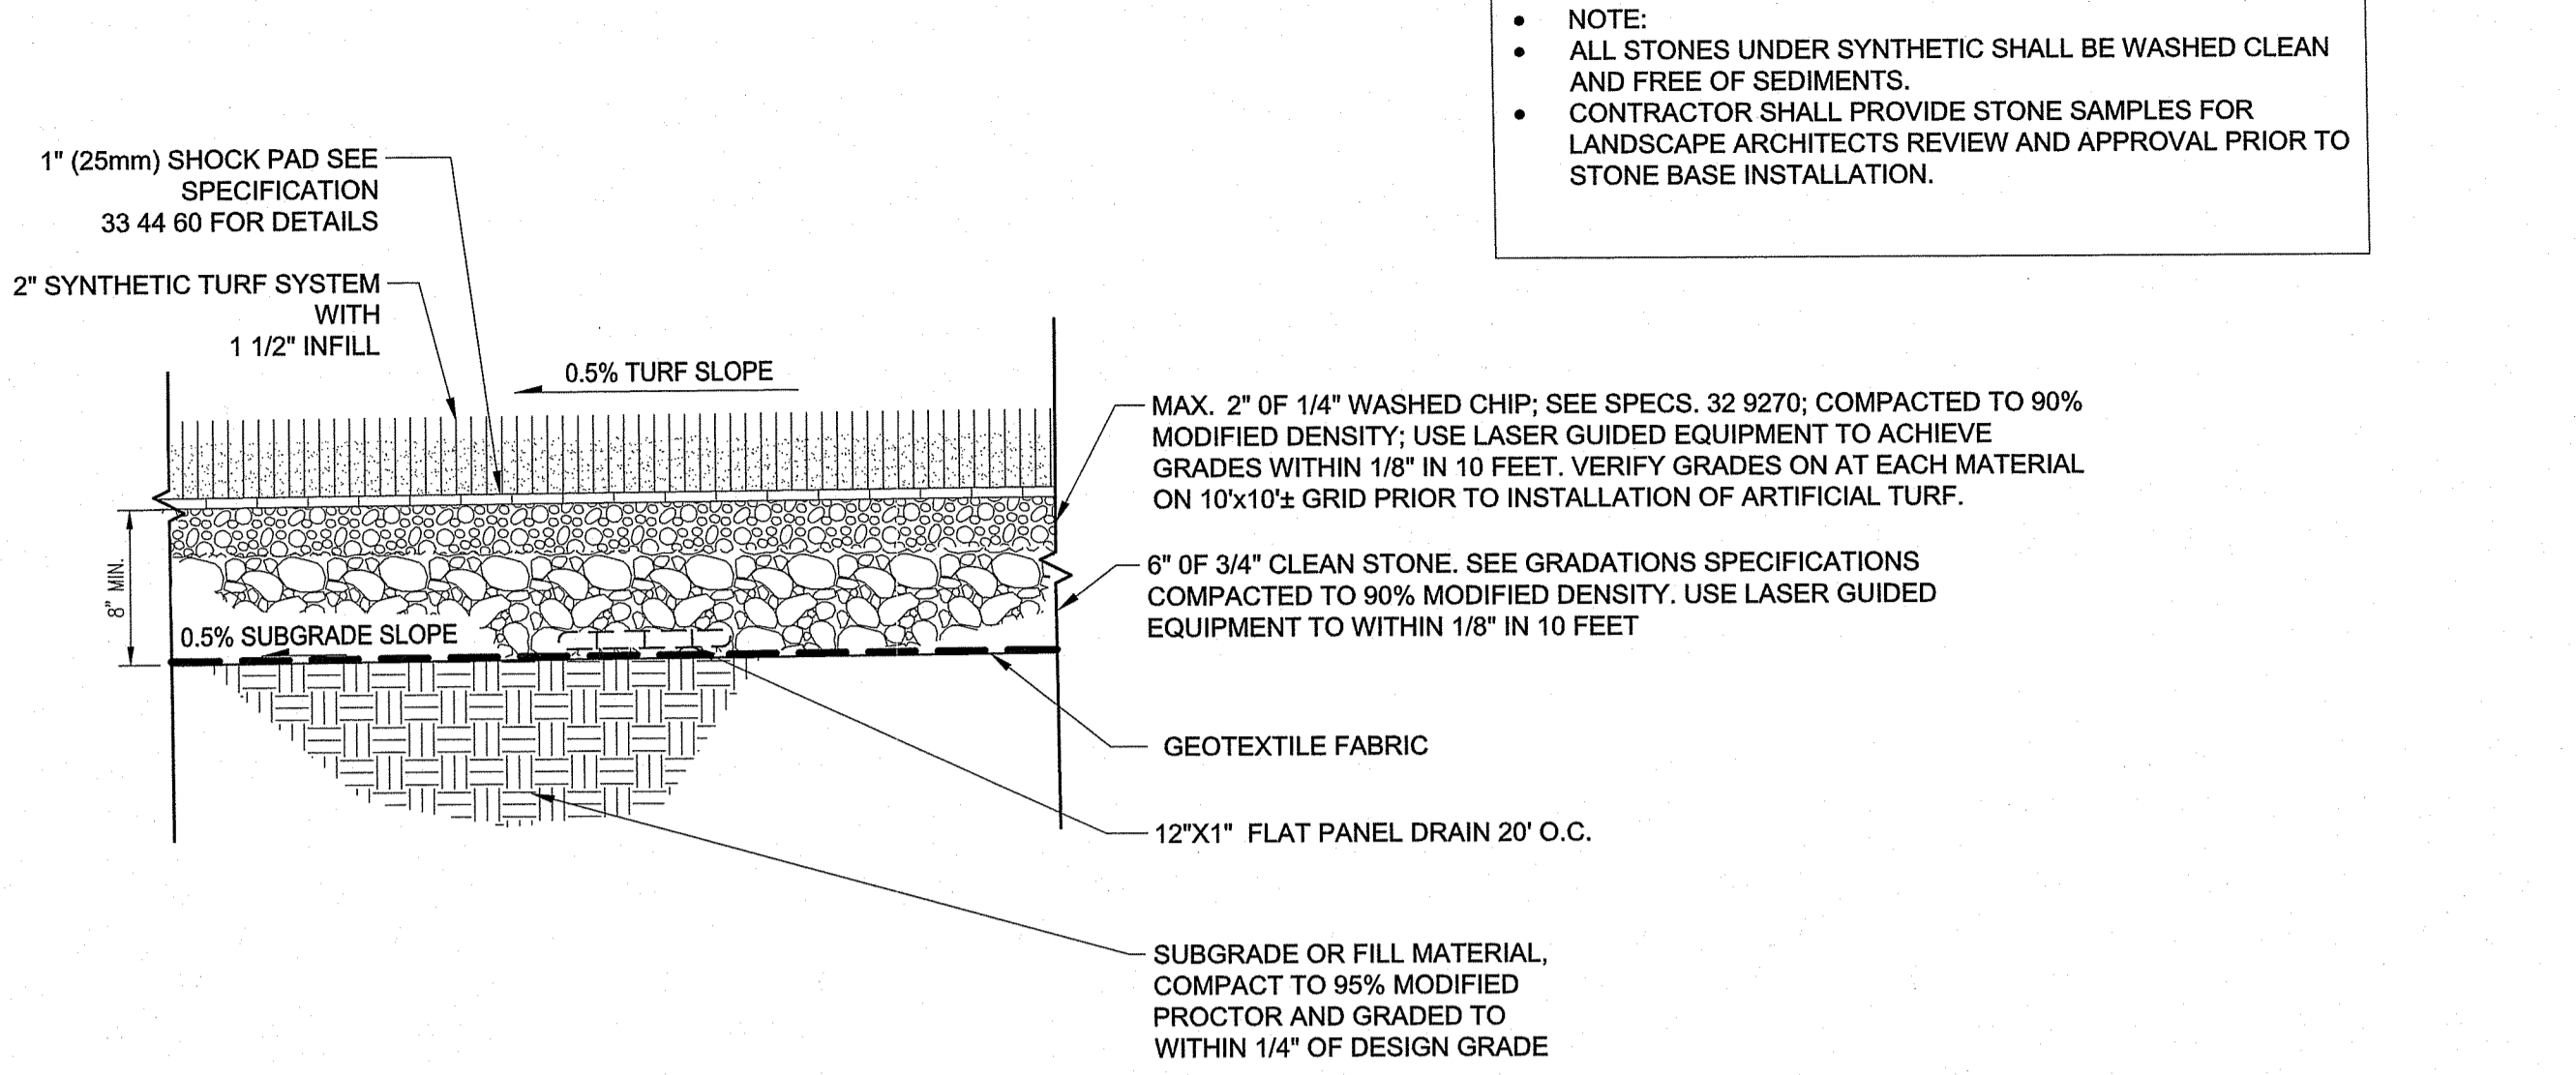 • NOTE:
• ALL STONES UNDER SYNTHETIC SHALL BE WASHED CLEAN
AND FREE OF SEDIMENTS.
• CONTRACTOR SHALL PROVIDE STONE SAMPLES FOR
LANDSCAPE ARCHITECTS REVIEW AND APPROVAL PRIOR TO
STONE BASE INSTALLATION.
1" (25mm) SHOCK PAD SEE
SPECIFICATION
33 44 60 FOR DETAILS
2" SYNTHETIC TURF SYSTEM
WITH
1 1/2" INFILL
0.5% TURF SLOPE
MAX. 2" 0F 1/4" WASHED CHIP; SEE SPECS. 32 9270; COMPACTED TO 90%
MODIFIED DENSITY; USE LASER GUIDED EQUIPMENT TO ACHIEVE
GRADES WITHIN 1/8" IN 10 FEET. VERIFY GRADES ON AT EACH MATERIAL
ON 10'x10'± GRID PRIOR TO INSTALLATION OF ARTIFICIAL TURF.
6" 0F 3/4" CLEAN STONE. SEE GRADATIONS SPECIFICATIONS
COMPACTED TO 90% MODIFIED DENSITY. USE LASER GUIDED
EQUIPMENT TO WITHIN 1/8" IN 10 FEET
8" MIN.
0.5% SUBGRADE SLOPE
GEOTEXTILE FABRIC
12"X1" FLAT PANEL DRAIN 20' O.C.
SUBGRADE OR FILL MATERIAL,
COMPACT TO 95% MODIFIED
PROCTOR AND GRADED TO
WITHIN 1/4" OF DESIGN GRADE